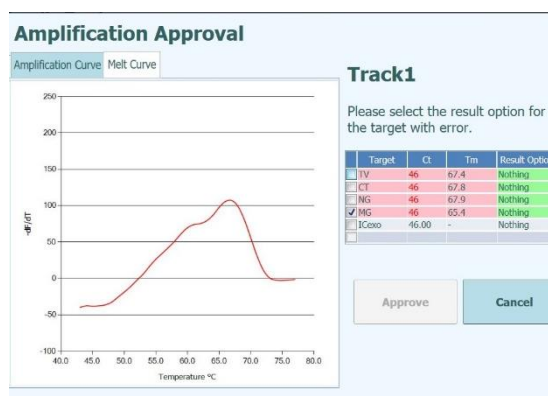 Amplification Approval
Amplification Curve Melt Curve
250
200
150
100
50
0
-50
-100
-dF/dT
40.0 45.0 50.0 55.0 60.0 65.0 70.0 75.0 80.0
Temperature ºC
Track1
Please select the result option for
the target with error.
Target Ct Tm Result Optio
TV 46 67.4 Nothing
CT 46 67.8 Nothing
NG 46 67.9 Nothing
MG 46 65.4 Nothing
ICexo 46.00 - Nothing
Approve Cancel